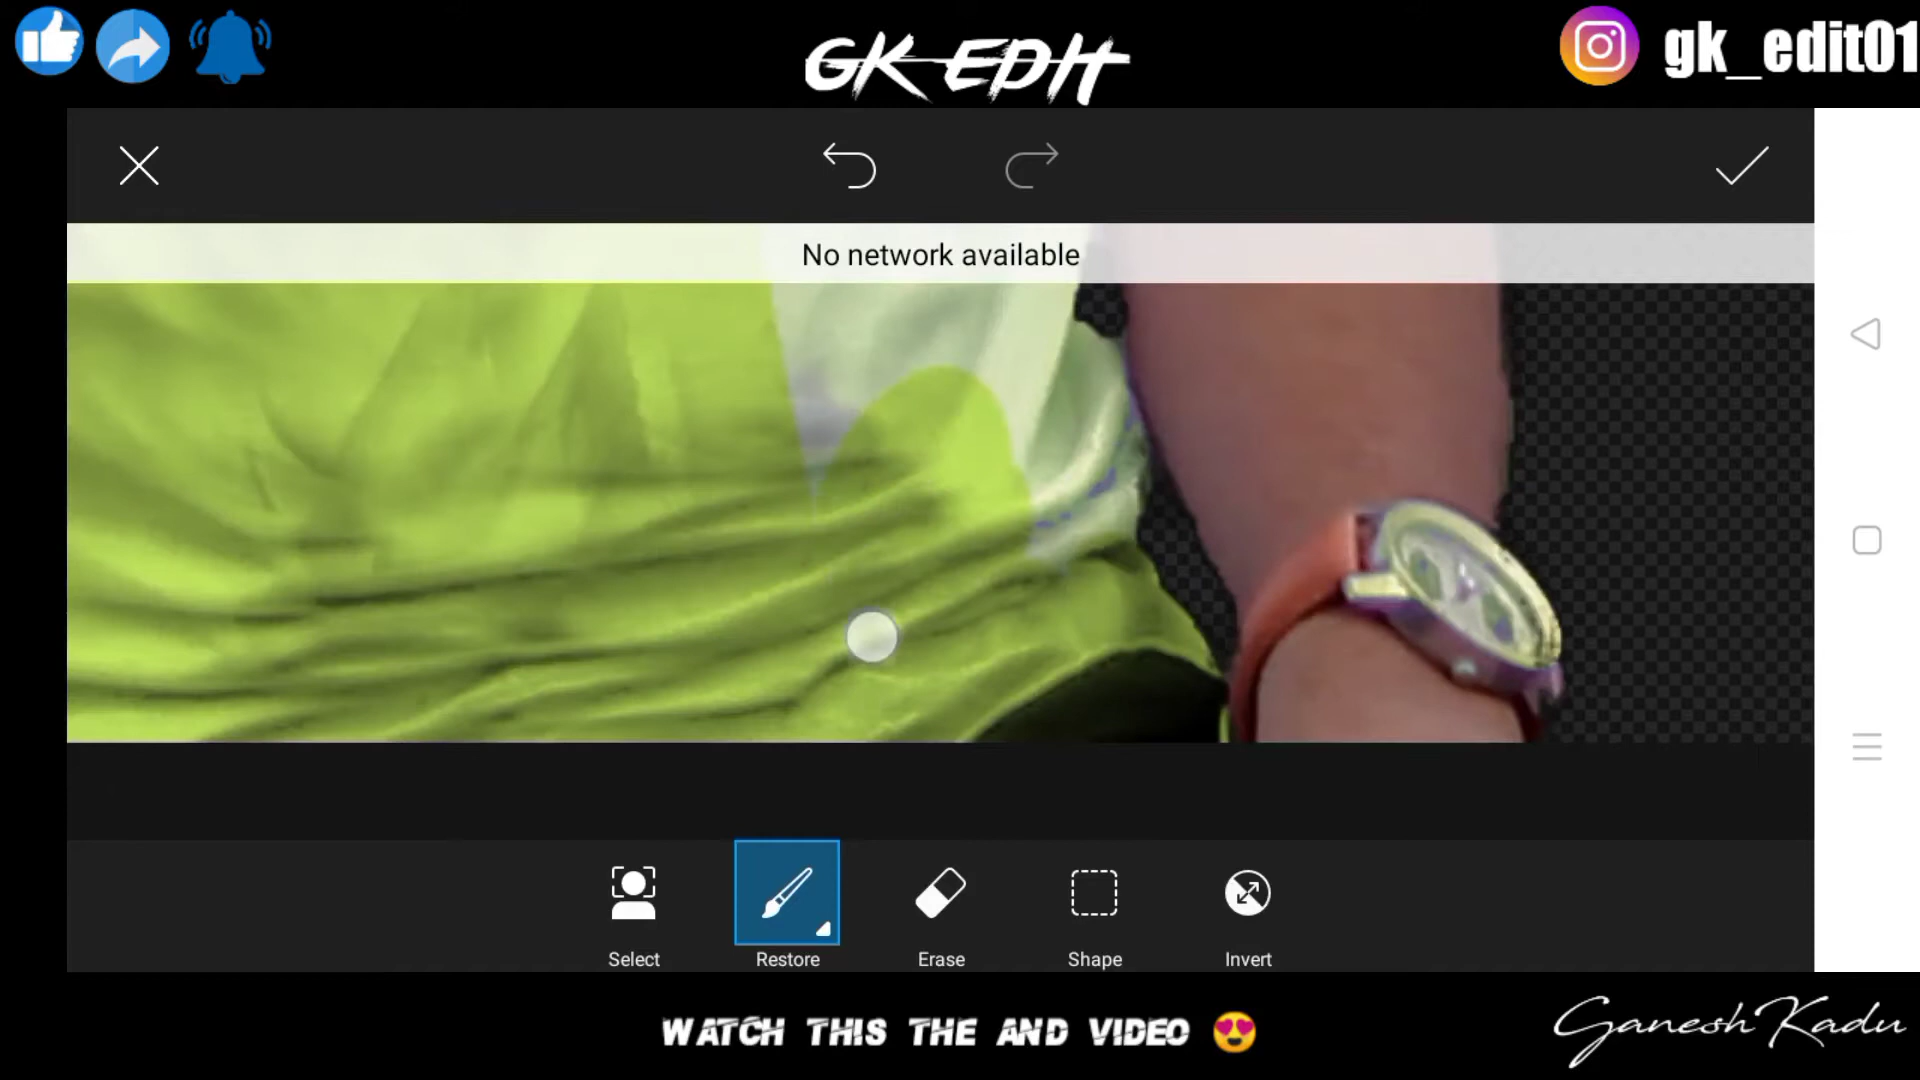 GK EDIT
gk_edit01
No network available
Select
Restore
Erase
Shape
Invert
WATCH THIS THE AND VIDEO
Ganesh Kadu